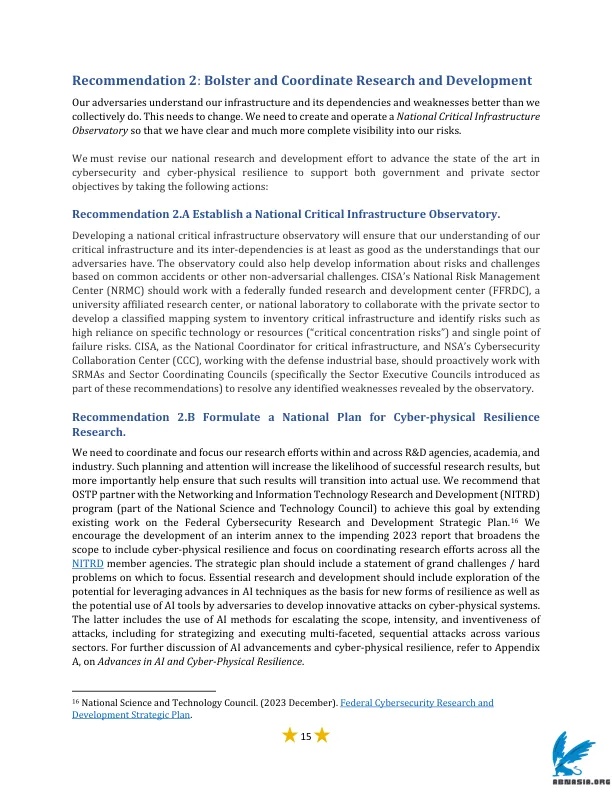 Recommendation 2: Bolster and Coordinate Research and Development
Our adversaries understand our infrastructure and its dependencies and weaknesses better than we
collectively do. This needs to change. We need to create and operate a National Critical Infrastructure
Observatory so that we have clear and much more complete visibility into our risks.
We must revise our national research and development effort to advance the state of the art in
cybersecurity and cyber-physical resilience to support both government and private sector
objectives by taking the following actions:
Recommendation 2.A Establish a National Critical Infrastructure Observatory.
Developing a national critical infrastructure observatory will ensure that our understanding of our
critical infrastructure and its inter-dependencies is at least as good as the understandings that our
adversaries have. The observatory could also help develop information about risks and challenges
based on common accidents or other non-adversarial challenges. CISA's National Risk Management
Center (NRMC) should work with a federally funded research and development center (FFRDC), a
university affiliated research center, or national laboratory to collaborate with the private sector to
develop a classified mapping system to inventory critical infrastructure and identify risks such as
high reliance on specific technology or resources ("critical concentration risks") and single point of
failure risks. CISA, as the National Coordinator for critical infrastructure, and NSA's Cybersecurity
Collaboration Center (CCC), working with the defense industrial base, should proactively work with
SRMAs and Sector Coordinating Councils (specifically the Sector Executive Councils introduced as
part of these recommendations) to resolve any identified weaknesses revealed by the observatory.
Recommendation 2.B Formulate a National Plan for Cyber-physical Resilience
Research.
We need to coordinate and focus our research efforts within and across R&D agencies, academia, and
industry. Such planning and attention will increase the likelihood of successful research results, but
more importantly help ensure that such results will transition into actual use. We recommend that
OSTP partner with the Networking and Information Technology Research and Development (NITRD)
program (part of the National Science and Technology Council) to achieve this goal by extending
existing work on the Federal Cybersecurity Research and Development Strategic Plan.16 We
encourage the development of an interim annex to the impending 2023 report that broadens the
scope to include cyber-physical resilience and focus on coordinating research efforts across all the
NITRD member agencies. The strategic plan should include a statement of grand challenges / hard
problems on which to focus. Essential research and development should include exploration of the
potential for leveraging advances in AI techniques as the basis for new forms of resilience as well as
the potential use of AI tools by adversaries to develop innovative attacks on cyber-physical systems.
The latter includes the use of AI methods for escalating the scope, intensity, and inventiveness of
attacks, including for strategizing and executing multi-faceted, sequential attacks across various
sectors. For further discussion of AI advancements and cyber-physical resilience, refer to Appendix
A, on Advances in AI and Cyber-Physical Resilience.
16 National Science and Technology Council. (2023 December). Federal Cybersecurity Research and
Development Strategic Plan.
15
ABNASIA.ORG